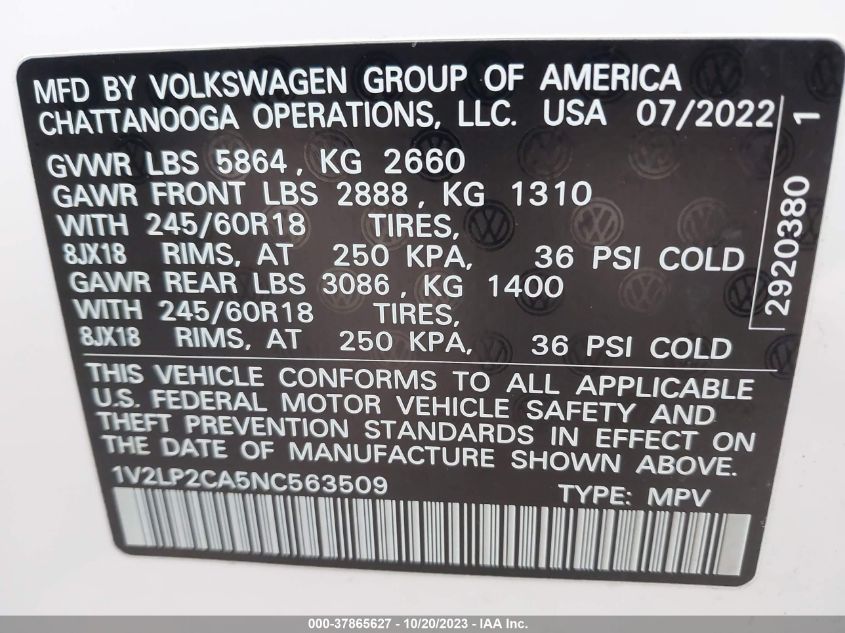 MFD BY VOLKSWAGEN GROUP OF AMERICA
CHATTANOOGA OPERATIONS, LLC. USA 07/2022
GVWR LBS 5864, KG 2660
GAWR FRONT LBS 2888, KG 1310
WITH 245/60R18 TIRES,
8JX18 RIMS, AT 250 KPA, 36 PSI COLD
GAWR REAR LBS 3086, KG 1400
WITH 245/60R18 TIRES,
8JX18 RIMS, AT 250 KPA, 36 PSI COLD
2920380 1
THIS VEHICLE CONFORMS TO ALL APPLICABLE
U.S. FEDERAL MOTOR VEHICLE SAFETY AND
THEFT PREVENTION STANDARDS IN EFFECT ON
THE DATE OF MANUFACTURE SHOWN ABOVE.
1V2LP2CA5NC563509 TYPE: MPV
000-37865627 - 10/20/2023 - IAA Inc.